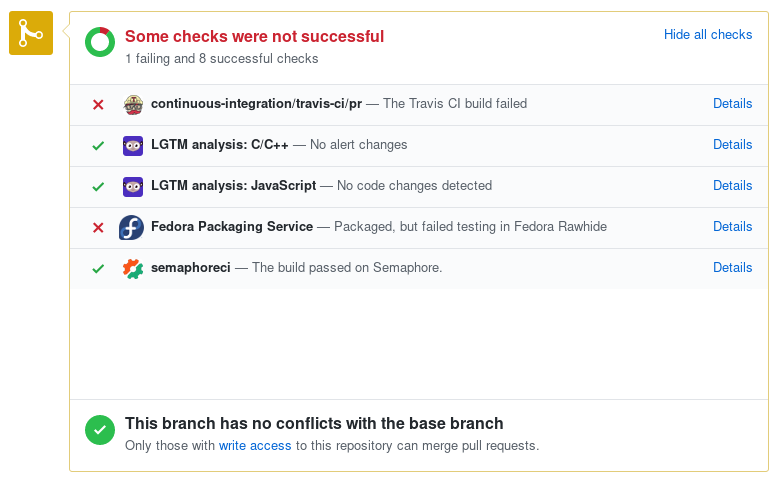 Some checks were not successful
Hide all checks
1 failing and 8 successful checks
continuous-integration/travis-ci/pr — The Travis CI build failed Details
LGTM analysis: C/C++ — No alert changes Details
LGTM analysis: JavaScript — No code changes detected Details
Fedora Packaging Service — Packaged, but failed testing in Fedora Rawhide Details
semaphoreci — The build passed on Semaphore. Details
This branch has no conflicts with the base branch
Only those with write access to this repository can merge pull requests.